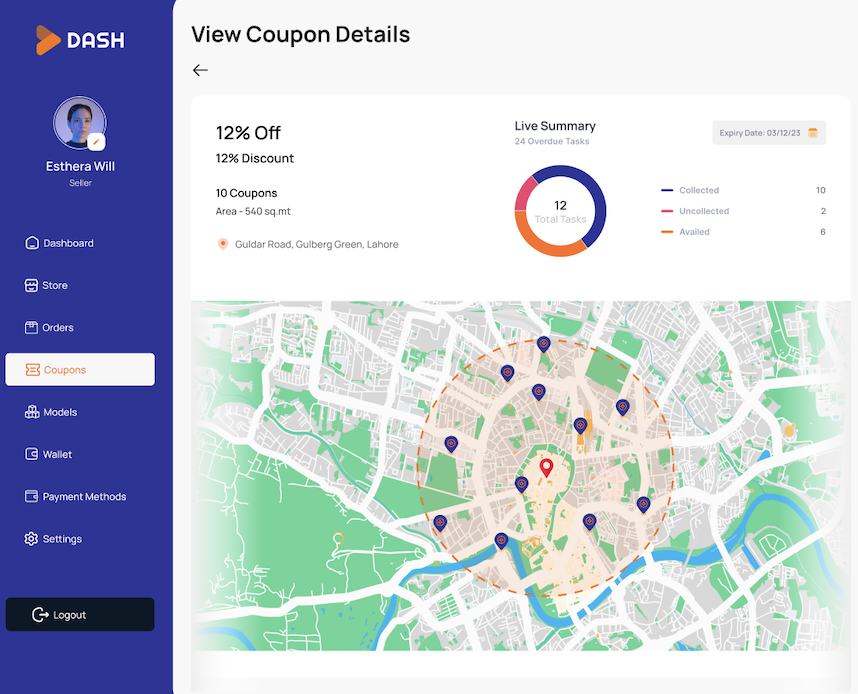 DASH
Esthera Will
Seller
Dashboard
Store
Orders
Coupons
Models
Wallet
Payment Methods
Settings
Logout
View Coupon Details
12% Off
12% Discount
10 Coupons
Area - 540 sq.mt
Guldar Road, Gulberg Green, Lahore
Live Summary
24 Overdue Tasks
12
Total Tasks
Expiry Date: 03/12/23
Collected 10
Uncollected 2
Availed 6